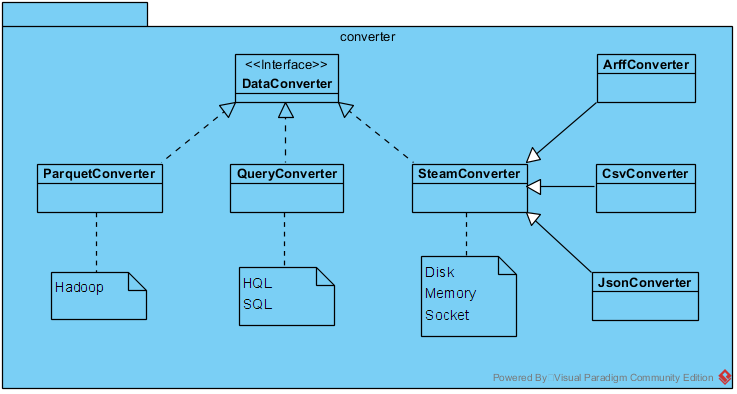 converter
<<Interface>>
DataConverter
ArffConverter
ParquetConverter
QueryConverter
SteamConverter
CsvConverter
Hadoop
HQL
SQL
Disk
Memory
Socket
JsonConverter
Powered By Visual Paradigm Community Edition